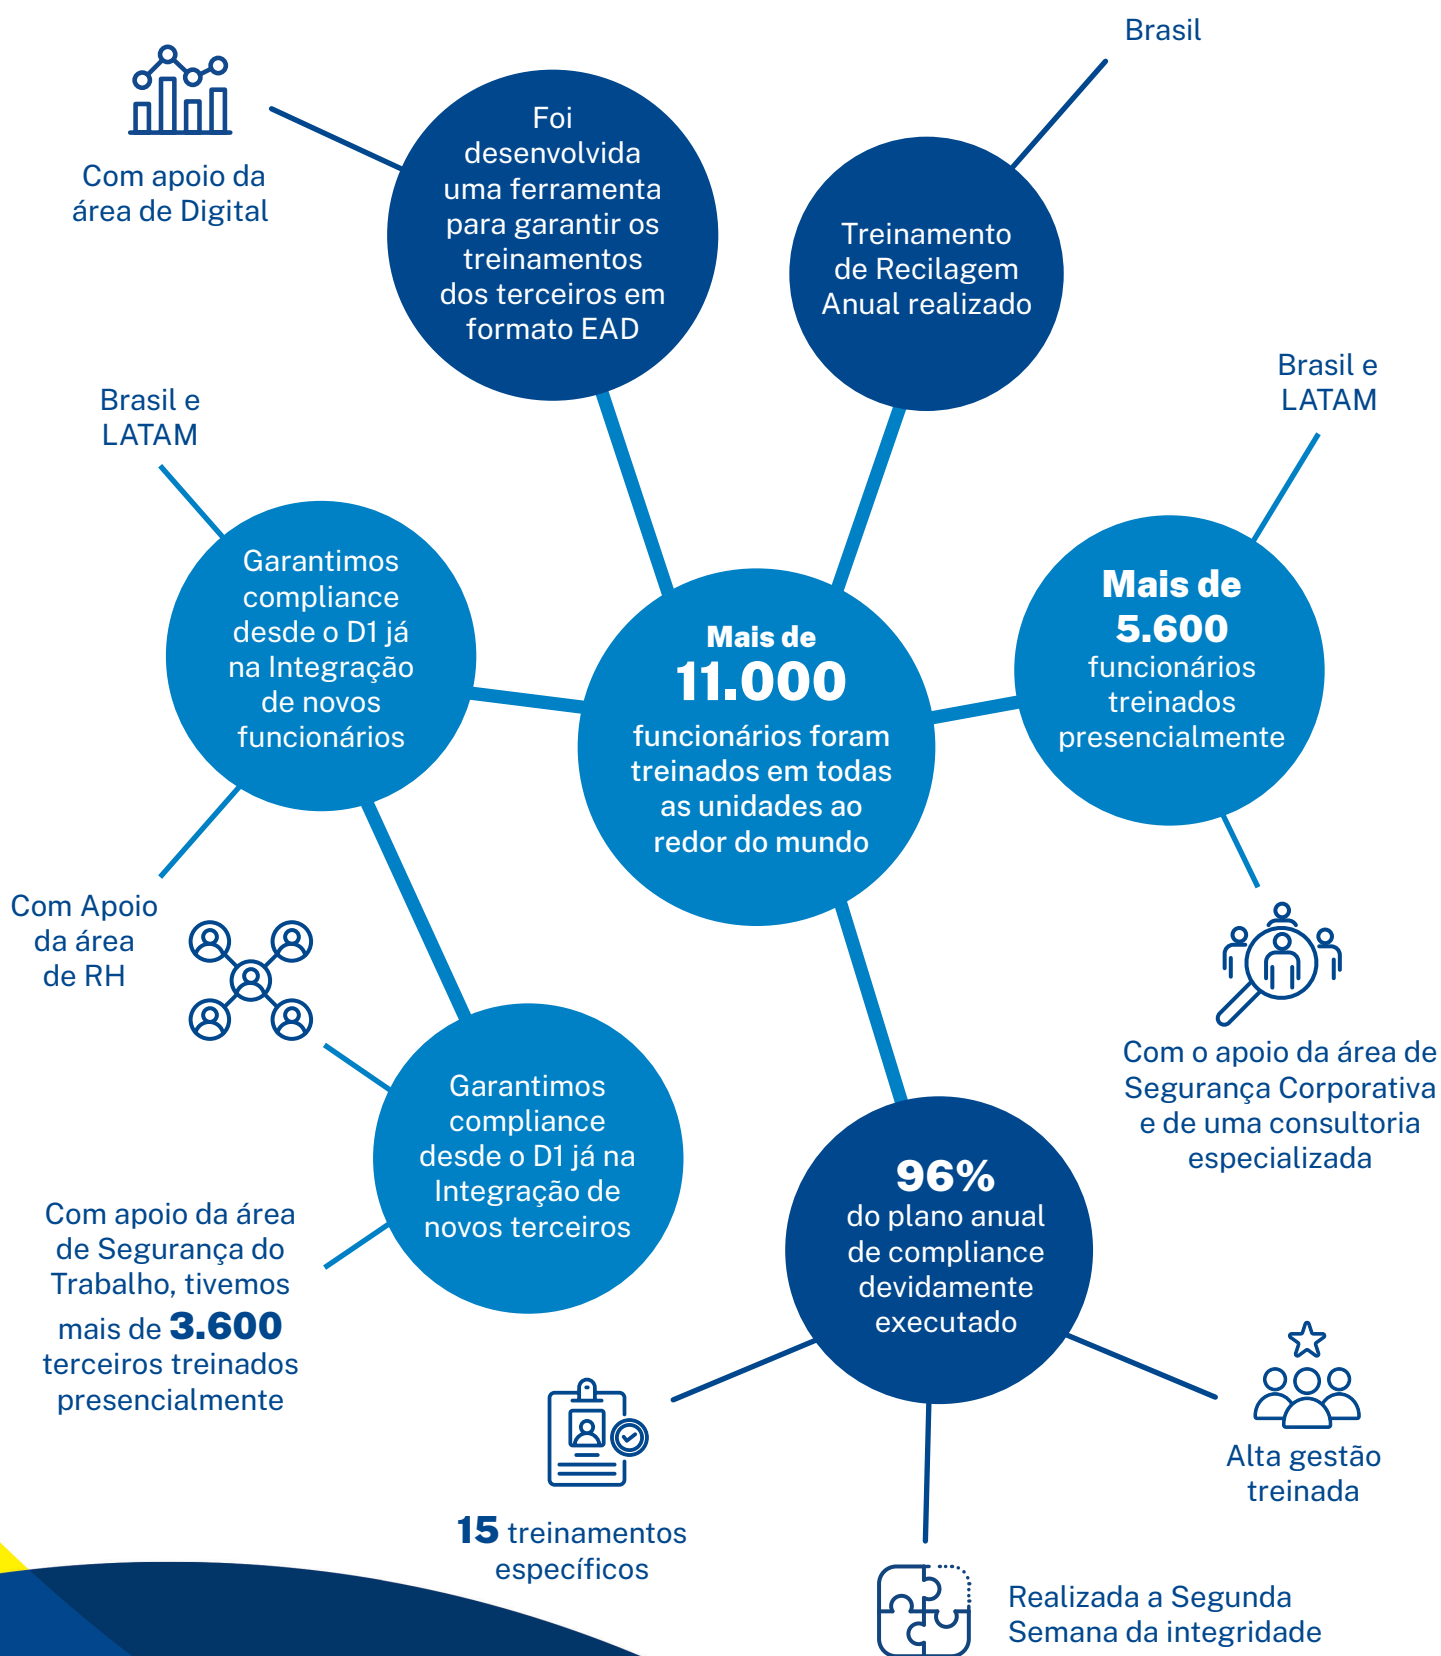 Brasil
Com apoio da
área de Digital
Foi
desenvolvida
uma ferramenta
para garantir os
treinamentos
dos terceiros em
formato EAD
Treinamento
de Recilagem
Anual realizado
Brasil e
LATAM
Brasil e
LATAM
Garantimos
compliance
desde o D1 já
na Integração
de novos
funcionários
Mais de
11.000
funcionários foram
treinados em todas
as unidades ao
redor do mundo
Mais de
5.600
funcionários
treinados
presencialmente
Com Apoio
da área
de RH
Com o apoio da área de
Segurança Corporativa
e de uma consultoria
especializada
Garantimos
compliance
desde o D1 já na
Integração de
novos terceiros
Com apoio da área
de Segurança do
Trabalho, tivemos
mais de 3.600
terceiros treinados
presencialmente
96%
do plano anual
de compliance
devidamente
executado
Alta gestão
treinada
15 treinamentos
específicos
Realizada a Segunda
Semana da integridade